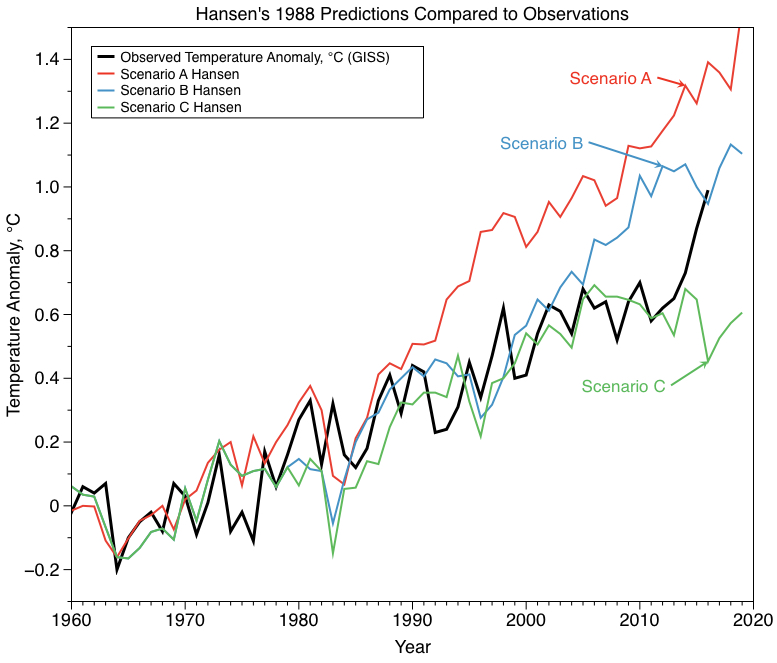 Hansen's 1988 Predictions Compared to Observations
Observed Temperature Anomaly, °C (GISS)
Scenario A Hansen
Scenario B Hansen
Scenario C Hansen
Scenario A
Scenario B
Scenario C
Temperature Anomaly, °C
1.4
1.2
1.0
0.8
0.6
0.4
0.2
0
−0.2
1960 1970 1980 1990 2000 2010 2020
Year